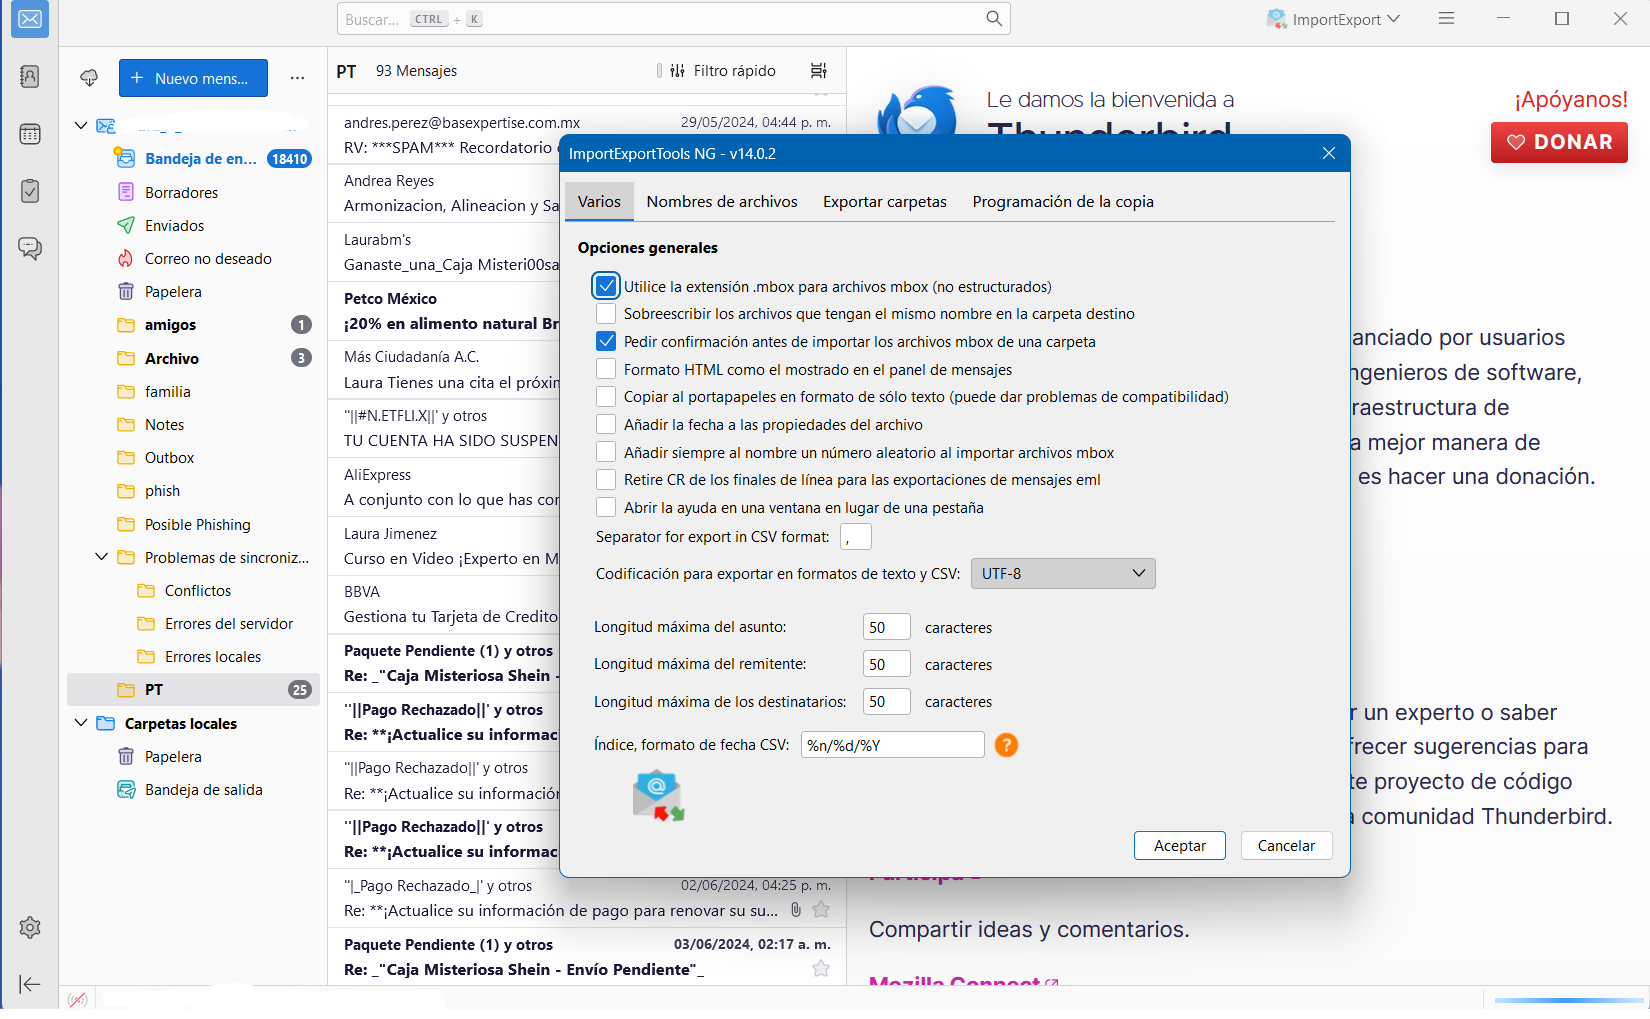 Buscar... CTRL + K
ImportExport
Nuevo mens...
Bandeja de en... 18410
Borradores
Enviados
Correo no deseado
Papelera
amigos 1
Archivo 3
familia
Notes
Outbox
phish
Posible Phishing
Problemas de sincroniz...
Conflictos
Errores del servidor
Errores locales
PT 25
Carpetas locales
Papelera
Bandeja de salida
PT 93 Mensajes Filtro rápido
andres.perez@basexpertise.com.mx 29/05/2024, 04:44 p. m.
RV: ***SPAM*** Recordatorio
Andrea Reyes
Armonizacion, Alineacion y Sa
Laurabm's
Ganaste_una_Caja Misteri00sa
Petco México
¡20% en alimento natural Br
Más Ciudadanía A.C.
Laura Tienes una cita el próxin
"||#N.ETFLI.X||' y otros
TU CUENTA HA SIDO SUSPEN
AliExpress
A conjunto con lo que has cor
Laura Jimenez
Curso en Video ¡Experto en M
BBVA
Gestiona tu Tarjeta de Credito
Paquete Pendiente (1) y otros
Re: _"Caja Misteriosa Shein -
''||Pago Rechazado||' y otros
Re: **¡Actualice su informac
"||Pago Rechazado||' y otros
Re: **¡Actualice su información
''||Pago Rechazado||' y otros
Re: **¡Actualice su informac
"|_Pago Rechazado_|' y otros 02/06/2024, 04:25 p. m.
Re: **¡Actualice su información de pago para renovar su su...
Paquete Pendiente (1) y otros 03/06/2024, 02:17 a. m.
Re: _"Caja Misteriosa Shein - Envío Pendiente"_
Le damos la bienvenida a
Thunderbird
¡Apóyanos!
DONAR
ImportExportTools NG - v14.0.2
Varios Nombres de archivos Exportar carpetas Programación de la copia
Opciones generales
Utilice la extensión .mbox para archivos mbox (no estructurados)
Sobreescribir los archivos que tengan el mismo nombre en la carpeta destino
Pedir confirmación antes de importar los archivos mbox de una carpeta
Formato HTML como el mostrado en el panel de mensajes
Copiar al portapapeles en formato de sólo texto (puede dar problemas de compatibilidad)
Añadir la fecha a las propiedades del archivo
Añadir siempre al nombre un número aleatorio al importar archivos mbox
Retire CR de los finales de línea para las exportaciones de mensajes eml
Abrir la ayuda en una ventana en lugar de una pestaña
Separator for export in CSV format: ,
Codificación para exportar en formatos de texto y CSV: UTF-8
Longitud máxima del asunto: 50 caracteres
Longitud máxima del remitente: 50 caracteres
Longitud máxima de los destinatarios: 50 caracteres
Índice, formato de fecha CSV: %n/%d/%Y ?
Aceptar Cancelar
anciado por usuarios
ngenieros de software,
raestructura de
a mejor manera de
es hacer una donación.
r un experto o saber
frecer sugerencias para
te proyecto de código
a comunidad Thunderbird.
Participa
Compartir ideas y comentarios.
Mozilla Connect